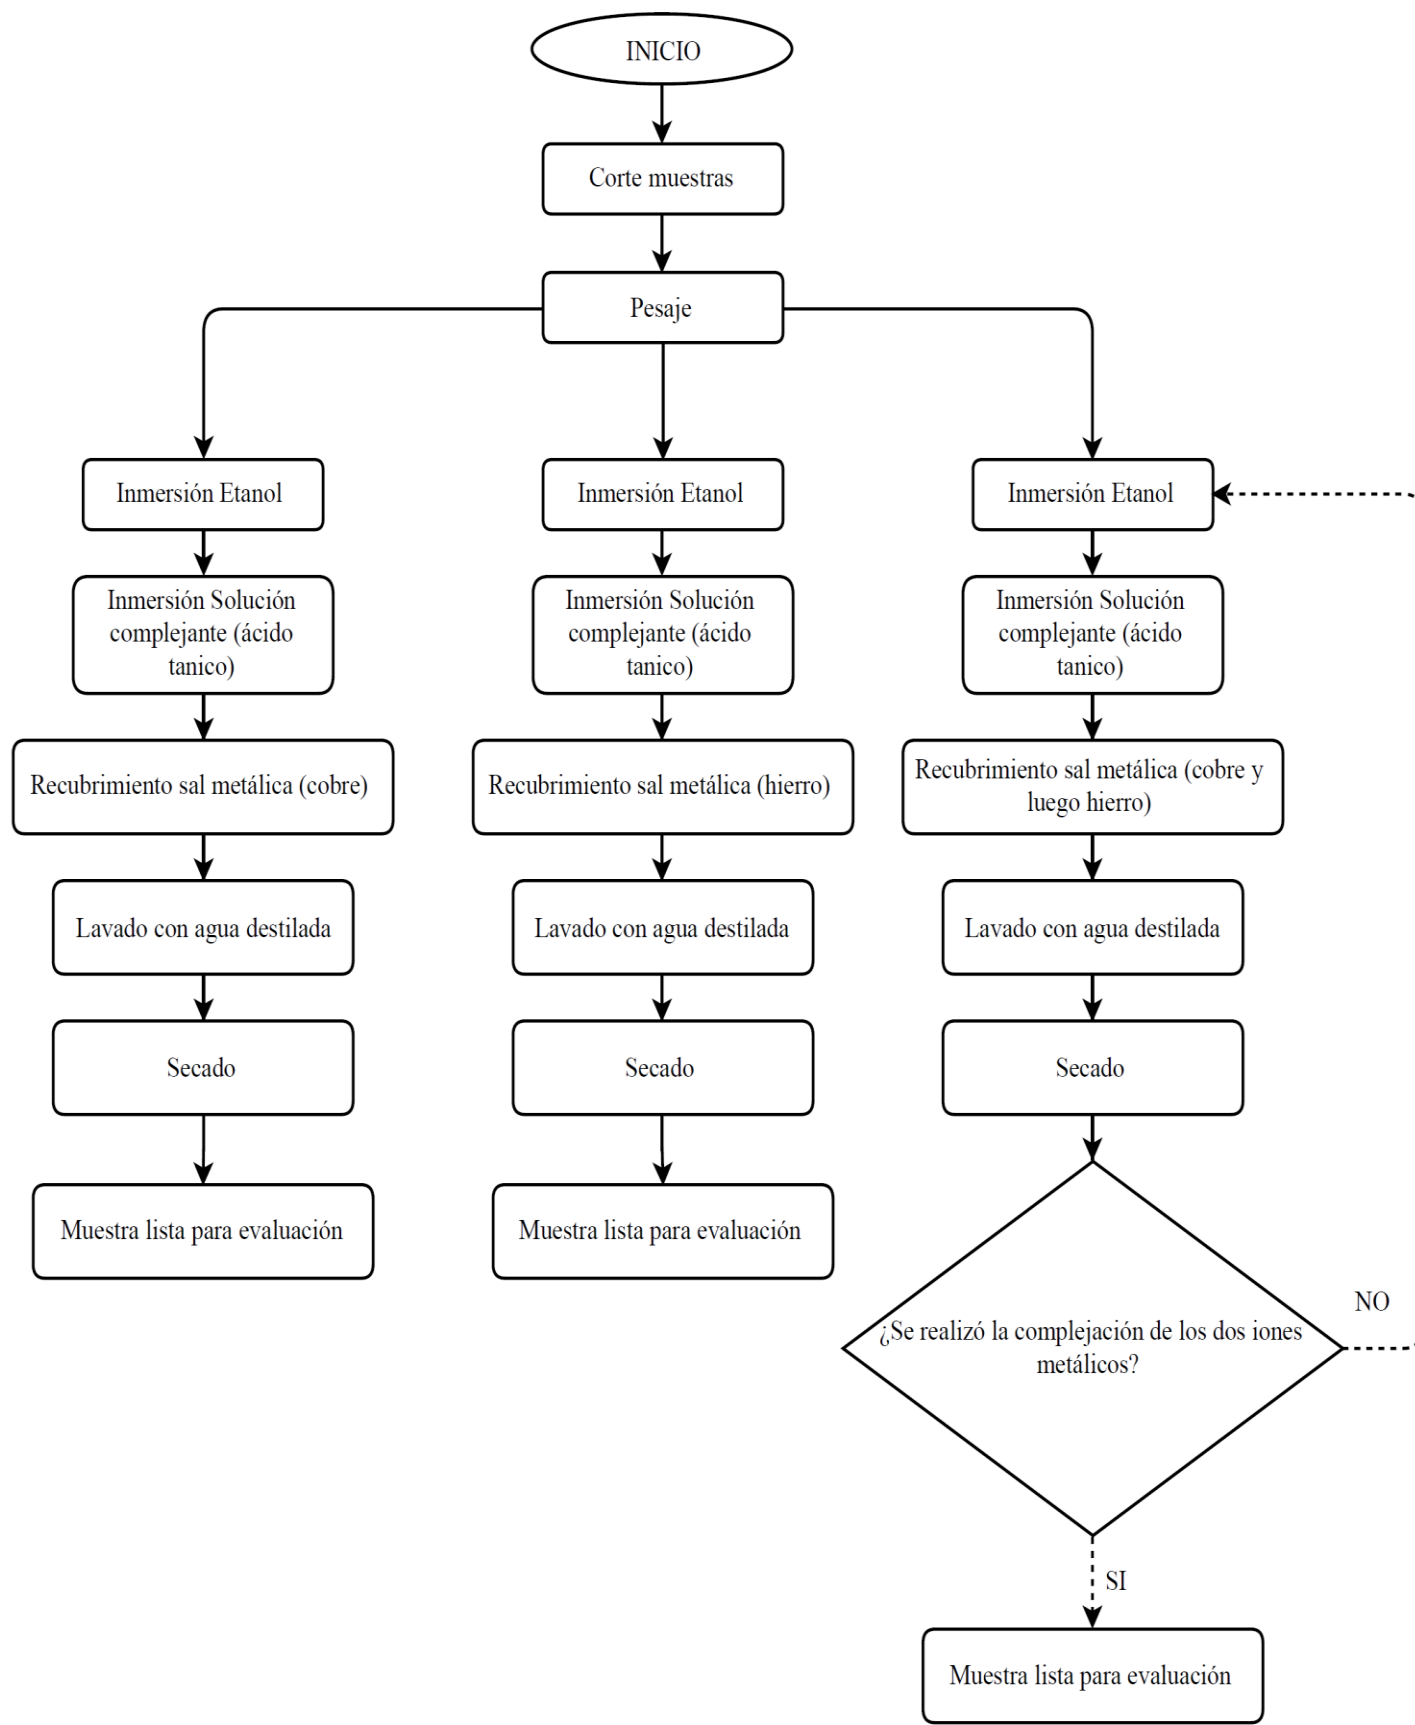 INICIO
Corte muestras
Pesaje
Inmersión Etanol
Inmersión Solución
complejante (ácido
tanico)
Recubrimiento sal metálica (cobre)
Lavado con agua destilada
Secado
Muestra lista para evaluación
Inmersión Etanol
Inmersión Solución
complejante (ácido
tanico)
Recubrimiento sal metálica (hierro)
Lavado con agua destilada
Secado
Muestra lista para evaluación
Inmersión Etanol
Inmersión Solución
complejante (ácido
tanico)
Recubrimiento sal metálica (cobre y
luego hierro)
Lavado con agua destilada
Secado
¿Se realizó la complejación de los dos iones
metálicos?
NO
SI
Muestra lista para evaluación